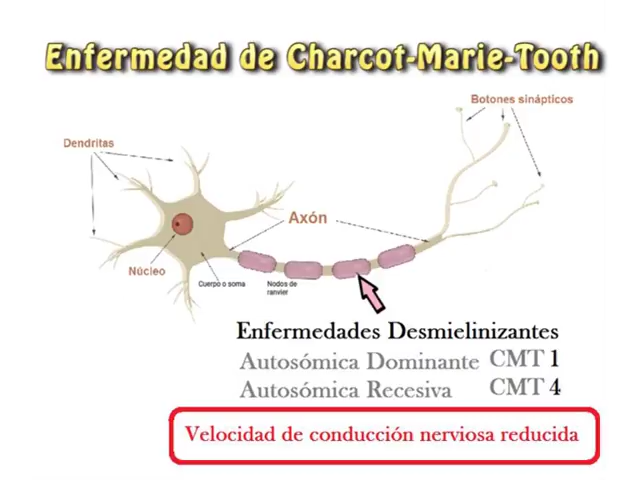 Enfermedad de Charcot-Marie-Tooth
Botones sinápticos
Dendritas
Axón
Núcleo
Cuerpo o soma
Nodos de
ranvier
Enfermedades Desmielinizantes
Autosómica Dominante CMT 1
Autosómica Recesiva CMT 4
Velocidad de conducción nerviosa reducida